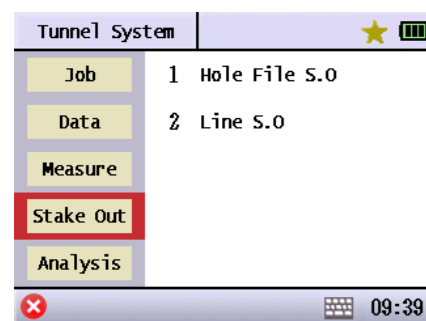 Tunnel System
Job
1 Hole File S.O
Data
2 Line S.O
Measure
Stake Out
Analysis
09:39